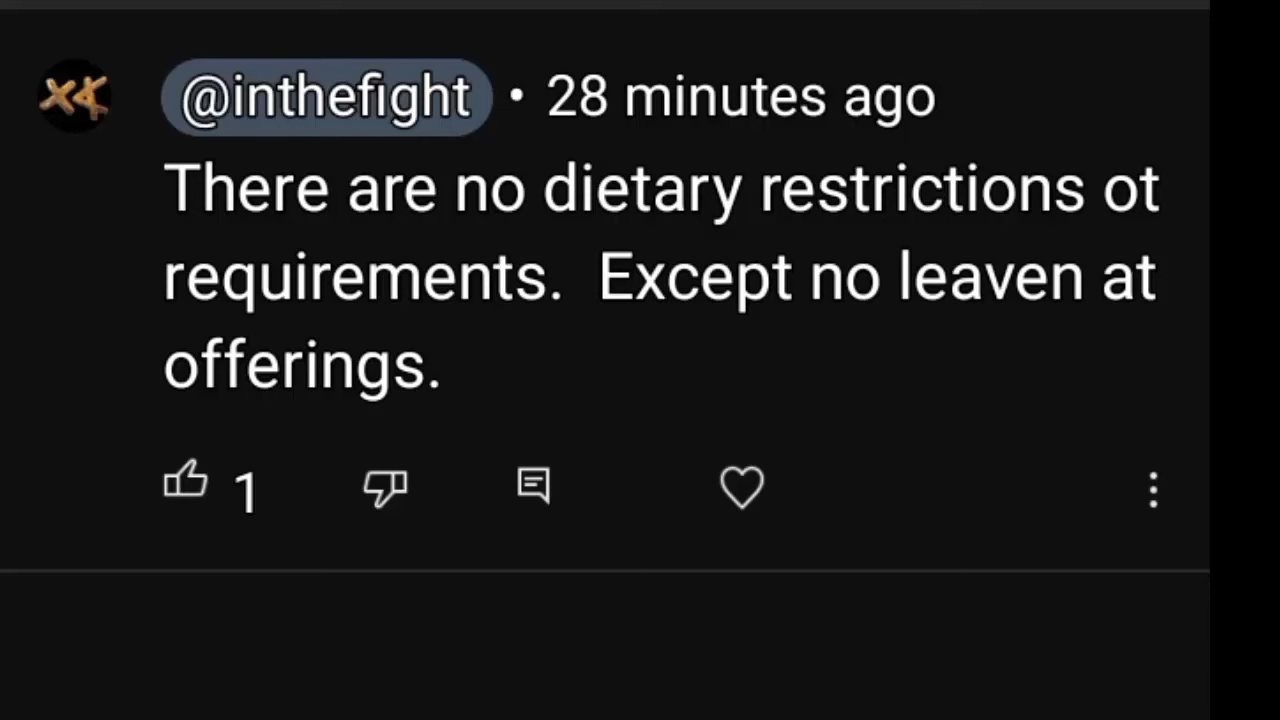 @inthefight • 28 minutes ago
There are no dietary restrictions ot
requirements.  Except no leaven at
offerings.
1